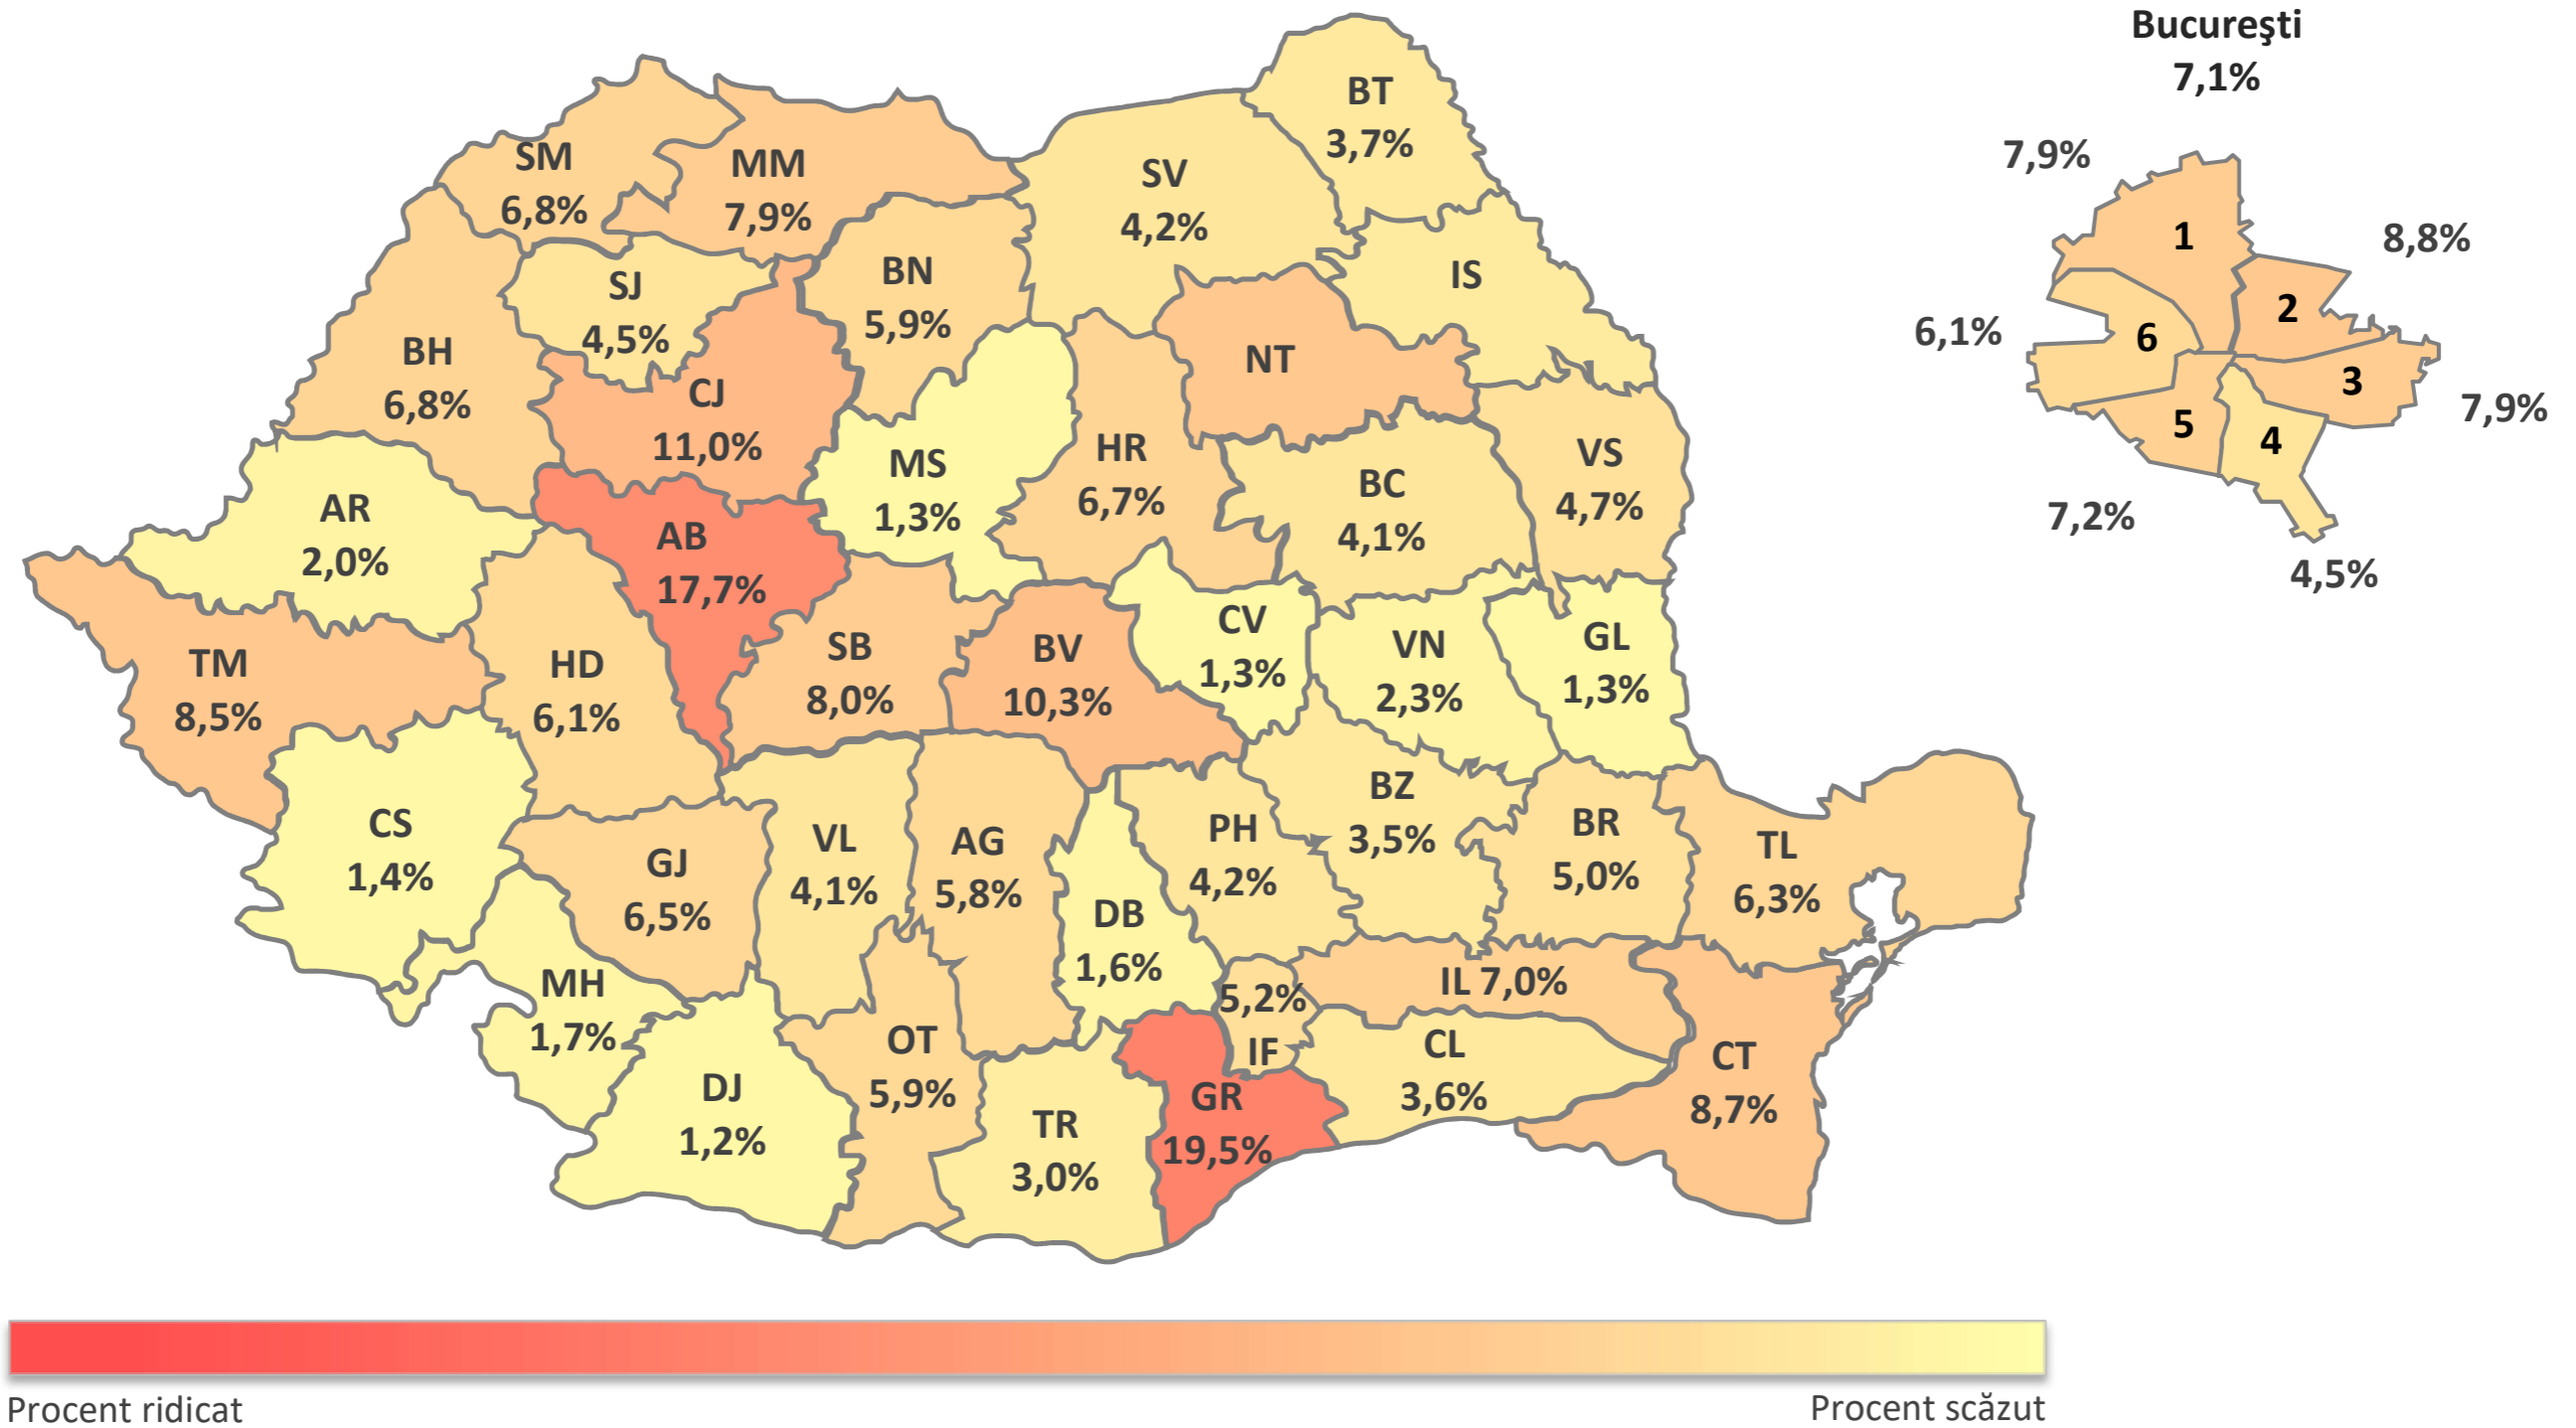 Bucureşti
7,1%
7,9%
8,8%
6,1%
7,9%
7,2%
4,5%
1
2
3
4
5
6
BT
3,7%
SM
6,8%
MM
7,9%
SV
4,2%
SJ
4,5%
BN
5,9%
IS
BH
6,8%
CJ
11,0%
NT
MS
1,3%
HR
6,7%
BC
4,1%
VS
4,7%
AR
2,0%
AB
17,7%
TM
8,5%
HD
6,1%
SB
8,0%
BV
10,3%
CV
1,3%
VN
2,3%
GL
1,3%
CS
1,4%
GJ
6,5%
VL
4,1%
AG
5,8%
DB
1,6%
PH
4,2%
BZ
3,5%
BR
5,0%
TL
6,3%
MH
1,7%
DJ
1,2%
OT
5,9%
TR
3,0%
GR
19,5%
5,2%
IF
IL 7,0%
CL
3,6%
CT
8,7%
Procent ridicat
Procent scăzut